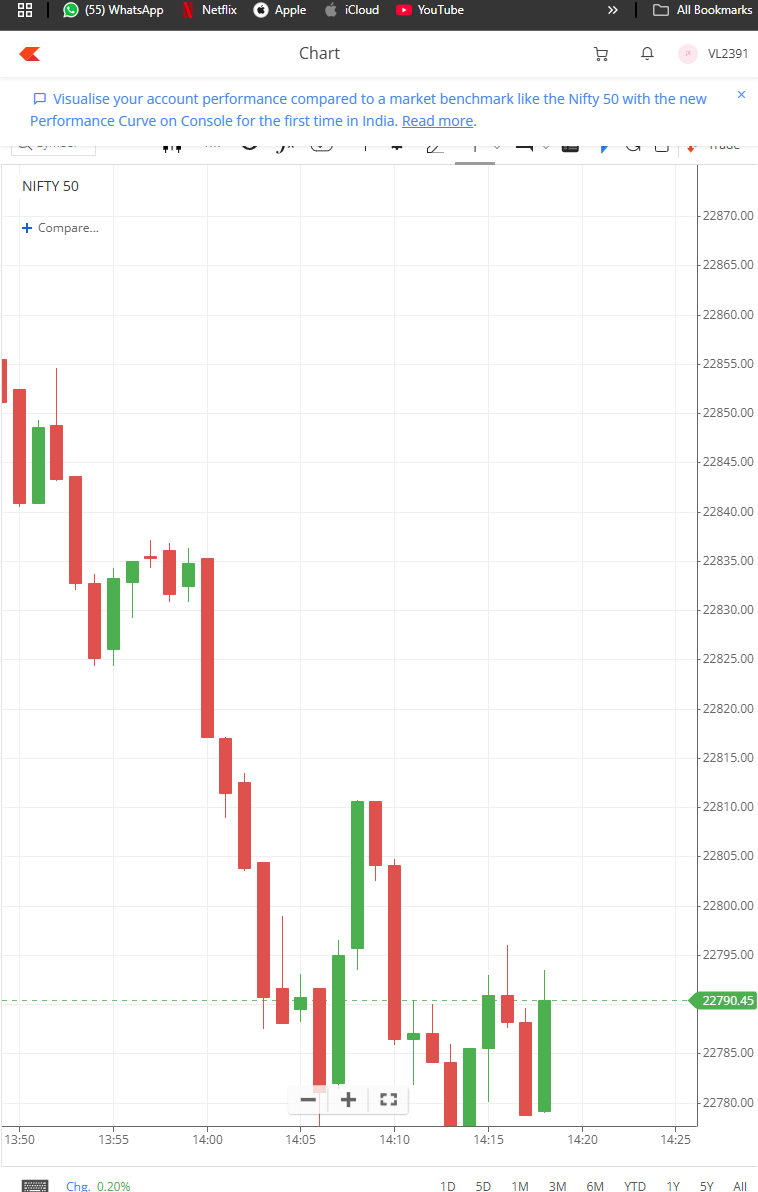 (55) WhatsApp Netflix Apple iCloud YouTube » All Bookmarks
Chart VL2391
Visualise your account performance compared to a market benchmark like the Nifty 50 with the new
Performance Curve on Console for the first time in India. Read more.
NIFTY 50
+ Compare...
22870.00
22865.00
22860.00
22855.00
22850.00
22845.00
22840.00
22835.00
22830.00
22825.00
22820.00
22815.00
22810.00
22805.00
22800.00
22795.00
22790.45
22785.00
22780.00
13:50 13:55 14:00 14:05 14:10 14:15 14:20 14:25
Chg. 0.20% 1D 5D 1M 3M 6M YTD 1Y 5Y All